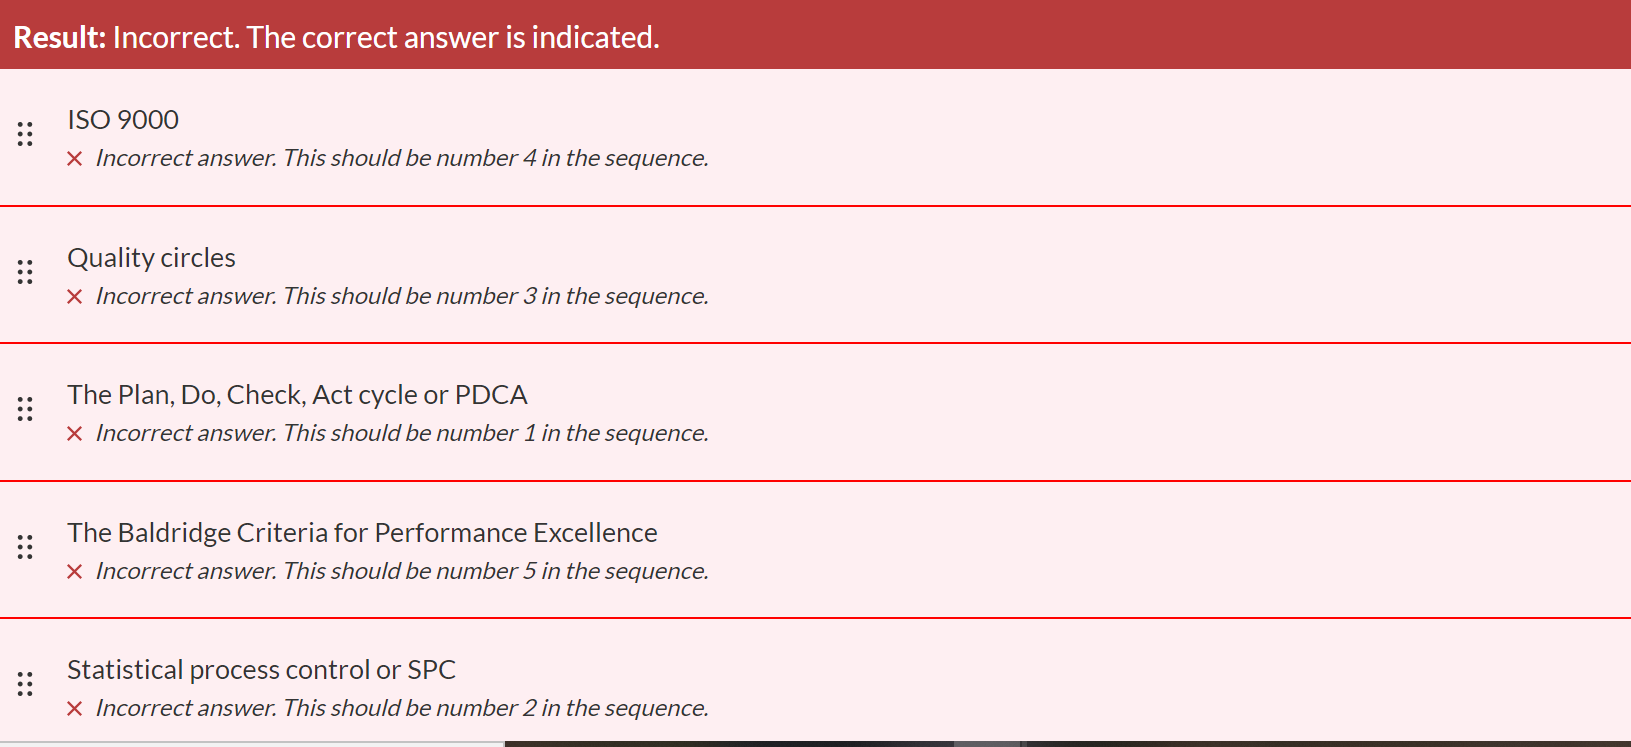 Result: Incorrect. The correct answer is indicated.
ISO 9000
Incorrect answer. This should be number 4 in the sequence.
Quality circles
Incorrect answer. This should be number 3 in the sequence.
The Plan, Do, Check, Act cycle or PDCA
Incorrect answer. This should be number 1 in the sequence.
The Baldridge Criteria for Performance Excellence
Incorrect answer. This should be number 5 in the sequence.
Statistical process control or SPC
Incorrect answer. This should be number 2 in the sequence.